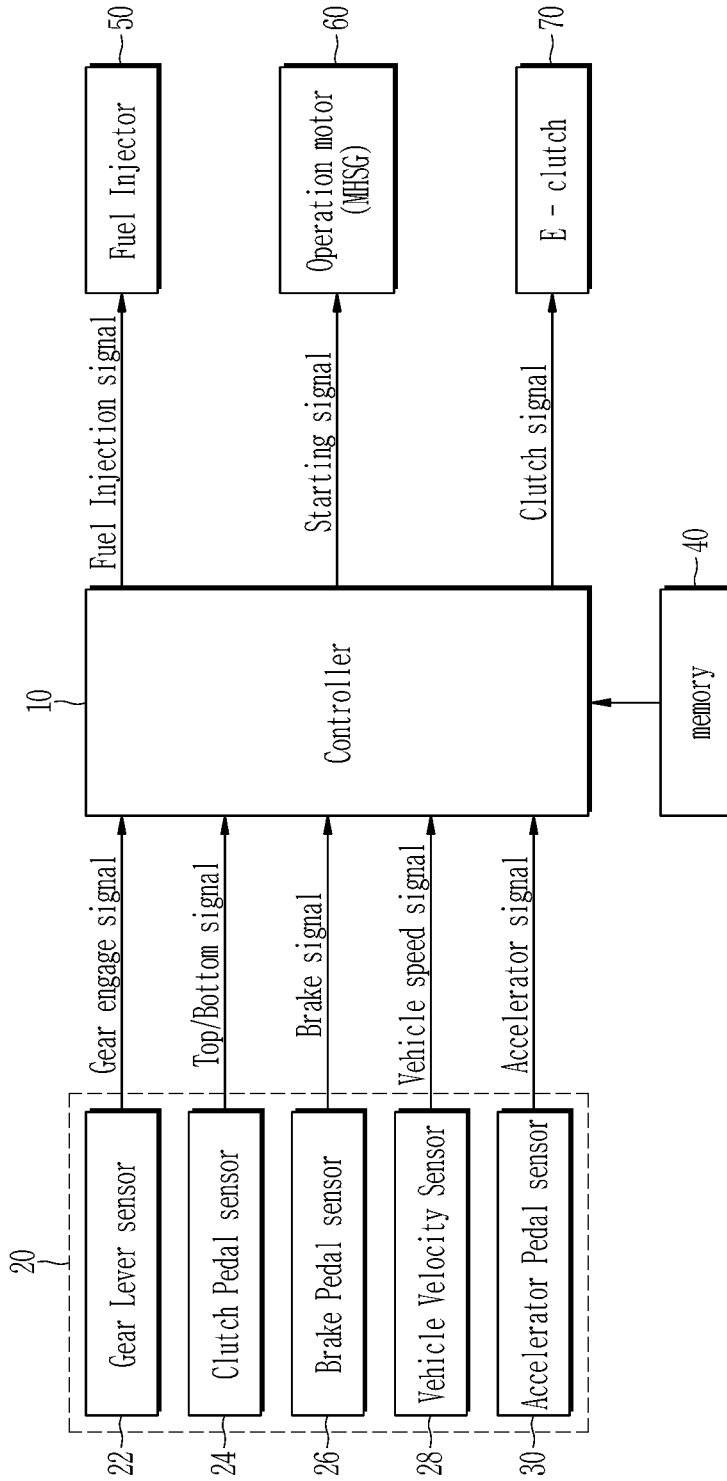 20
22
Gear Lever sensor
24
Clutch Pedal sensor
26
Brake Pedal sensor
28
Vehicle Velocity Sensor
30
Accelerator Pedal sensor
Gear engage signal
Top/Bottom signal
Brake signal
Vehicle speed signal
Accelerator signal
10
Controller
memory
40
Fuel Injection signal
Starting signal
Clutch signal
Fuel Injector
50
Operation motor
(MHSG)
60
E - clutch
70